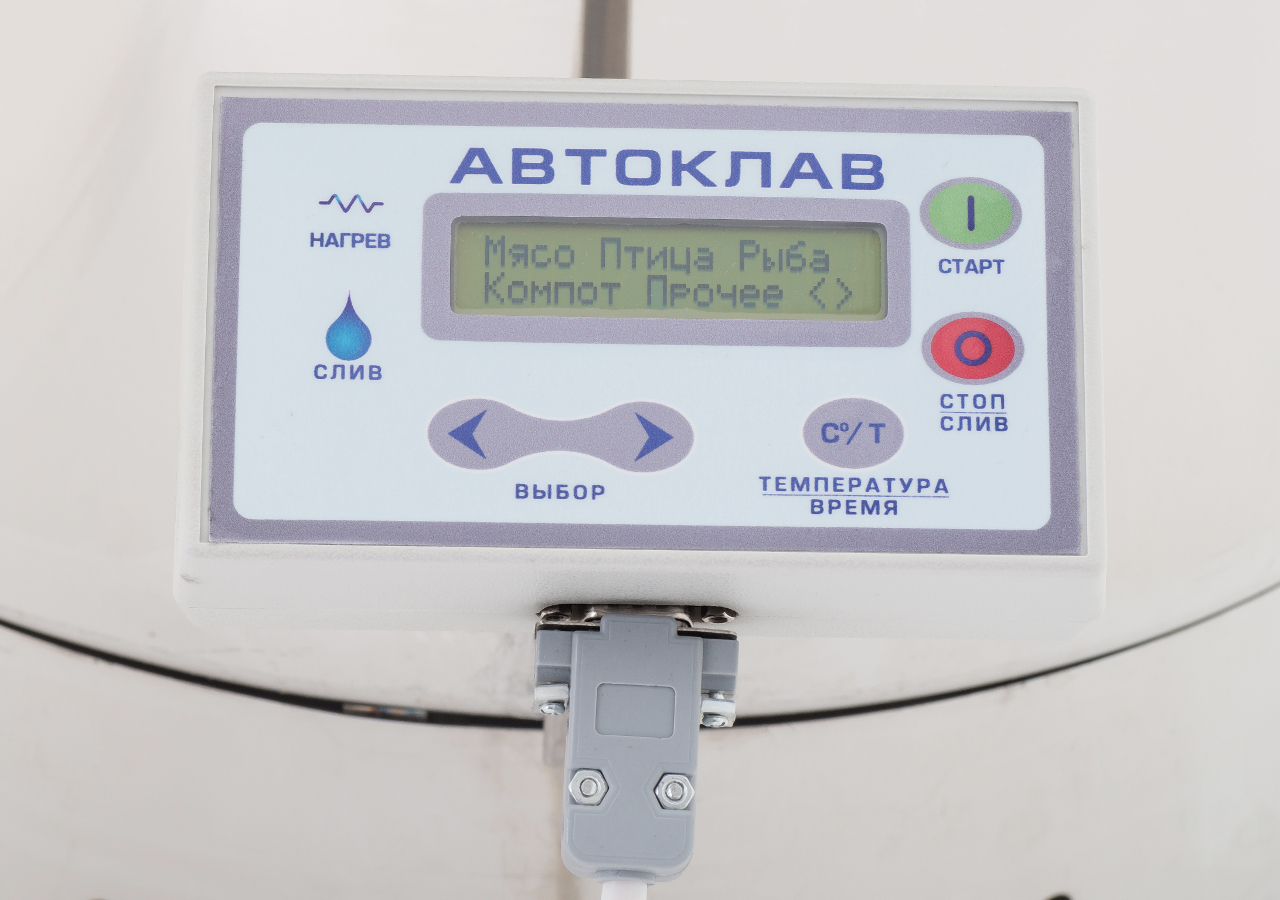 АВТОКЛАВ
НАГРЕВ
Мясо Птица Рыба
Компот Прочее <>
СТАРТ
СЛИВ
СТОП
СЛИВ
C°/T
ВЫБОР
ТЕМПЕРАТУРА
ВРЕМЯ